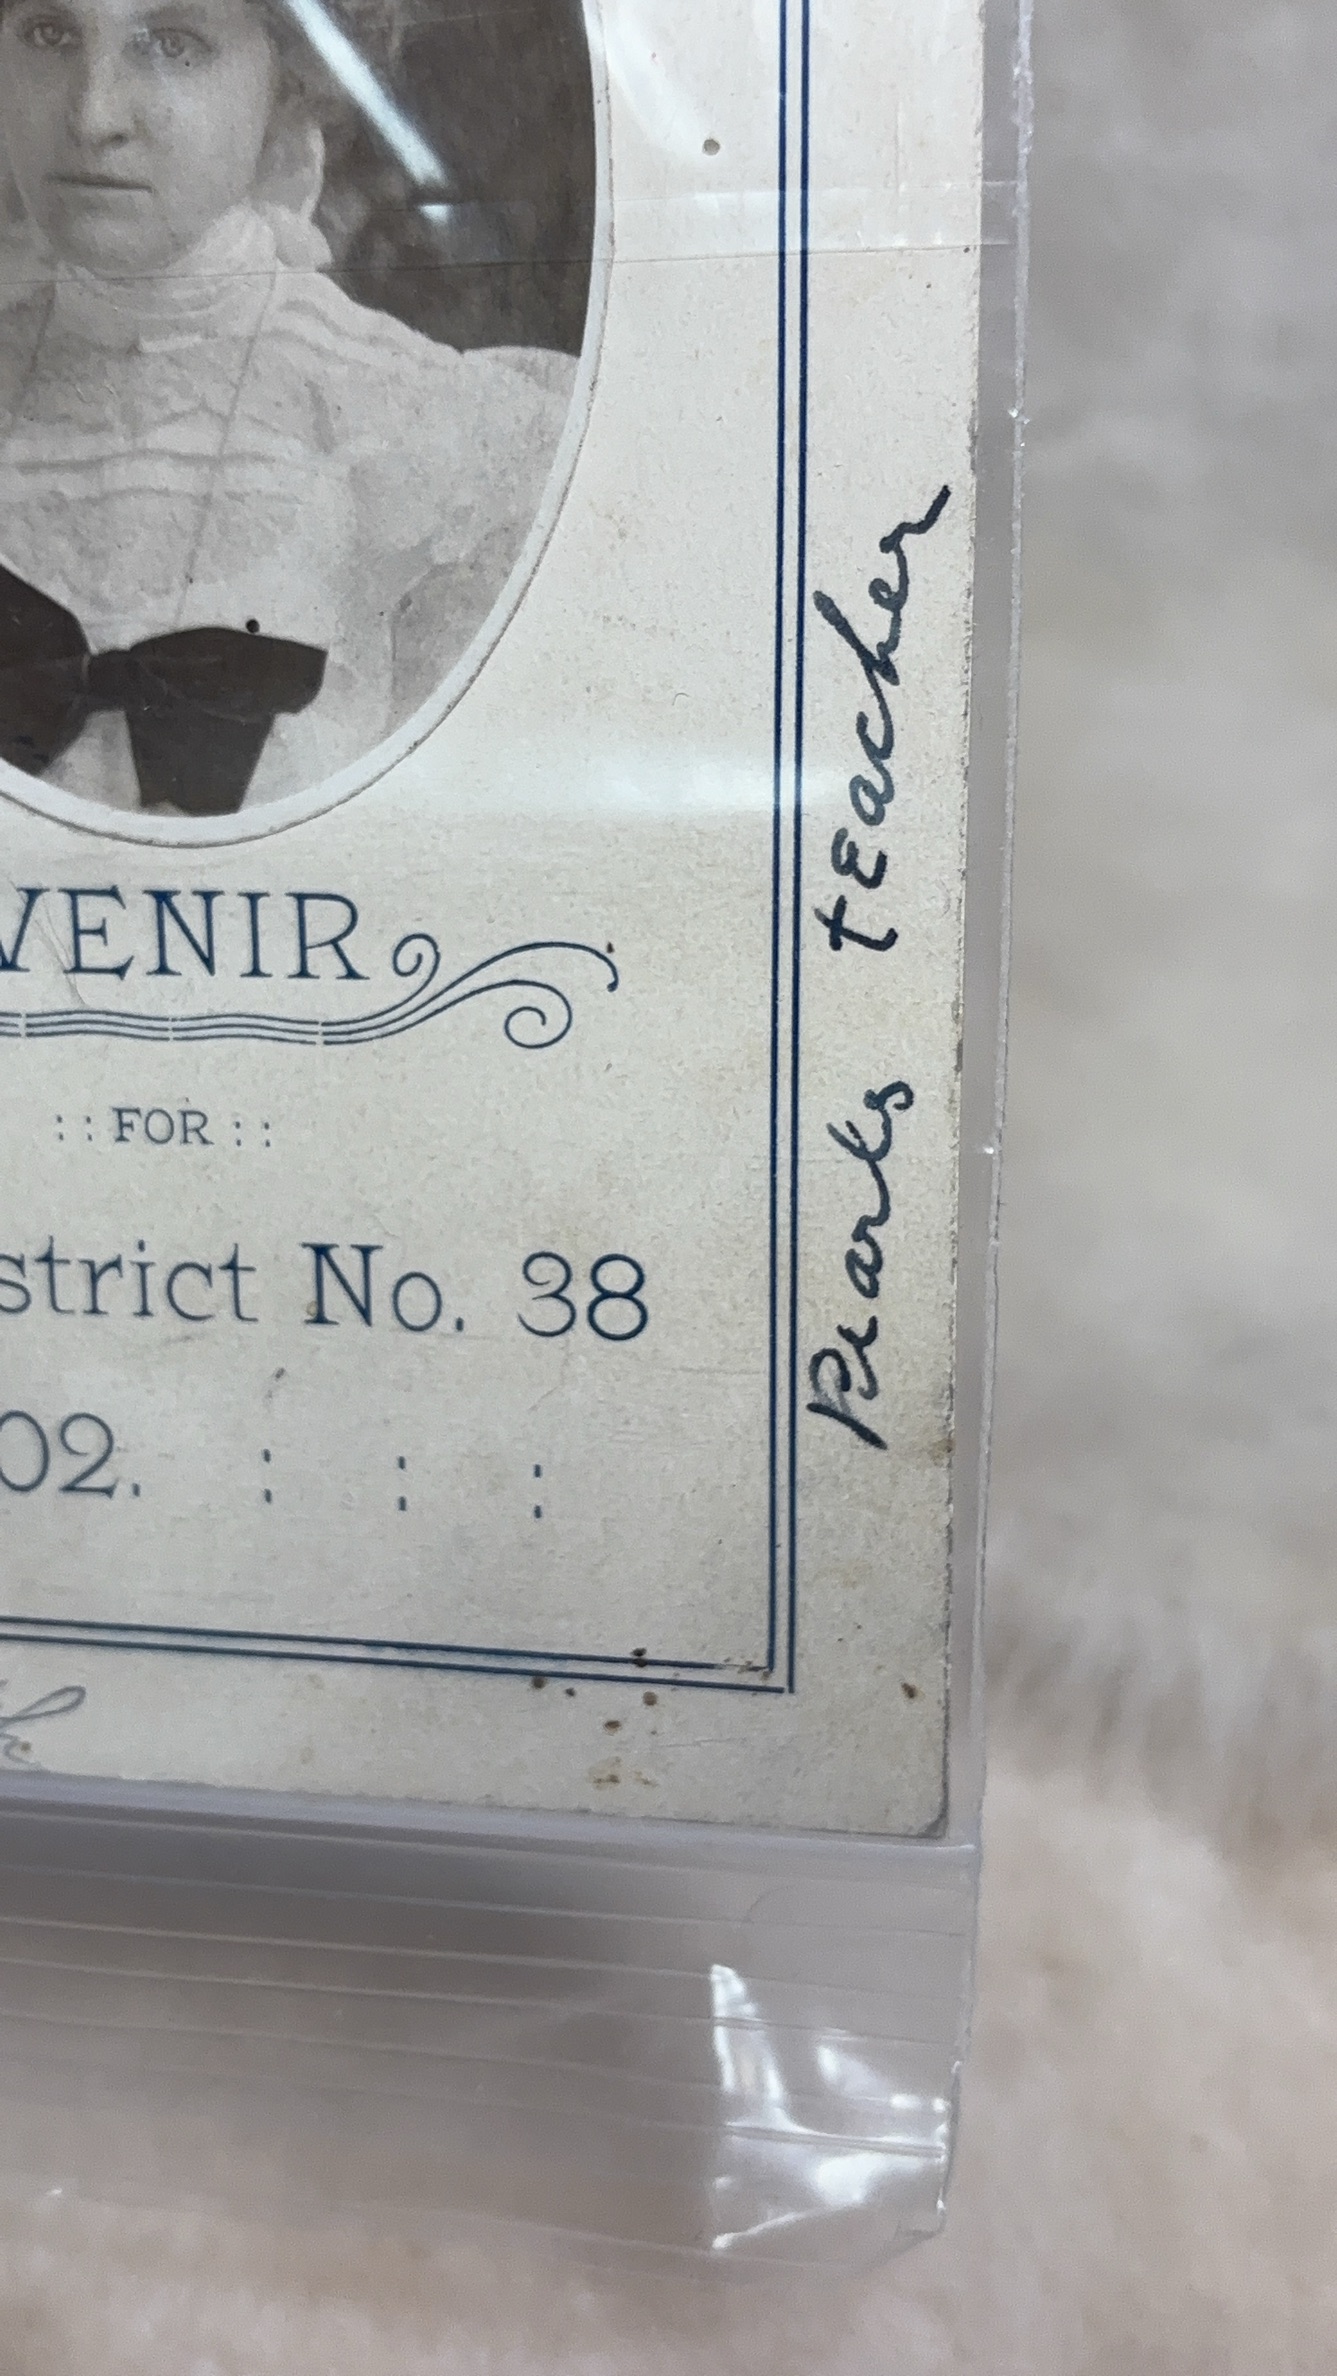 VENIR
:: FOR ::
strict No. 38
02. : : :
Pearls teacher